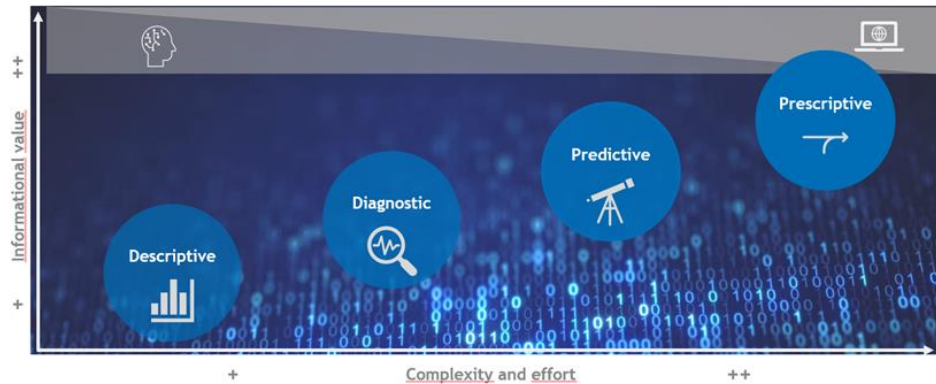 ++
Informational value
+
Descriptive
Diagnostic
Predictive
Prescriptive
+
Complexity and effort
++